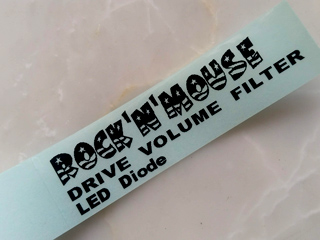 ROCK'N'MOUSE
DRIVE VOLUME FILTER
LED Diode